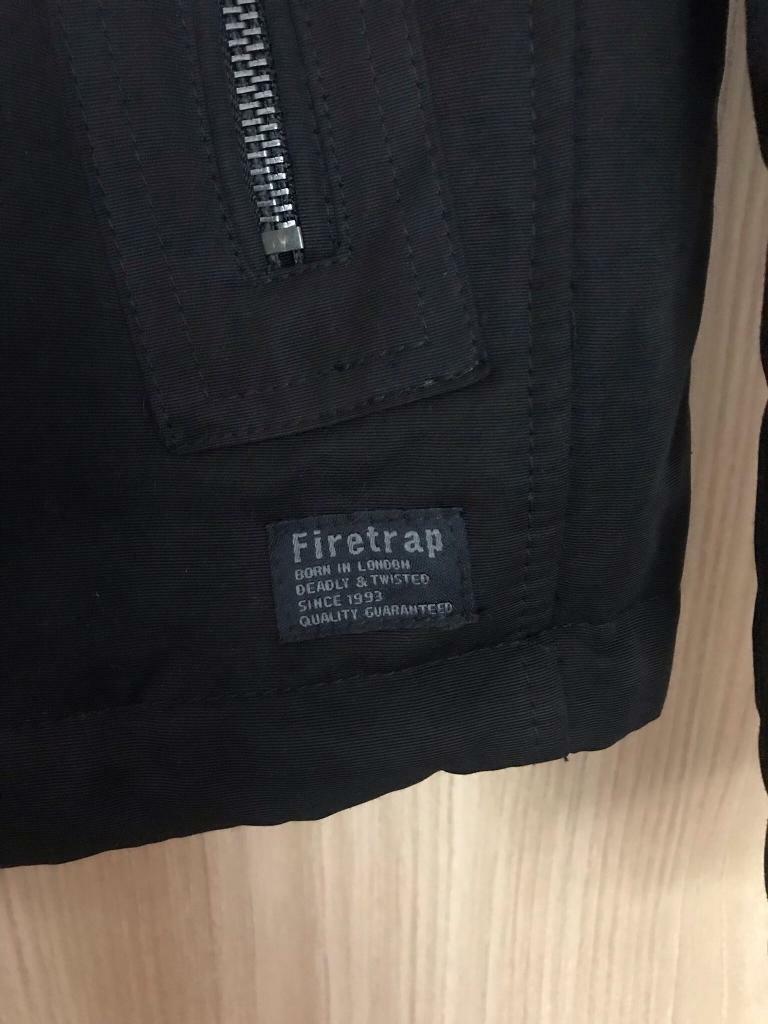 Firetrap
BORN IN LONDON
DEADLY & TWISTED
SINCE 1993
QUALITY GUARANTEED